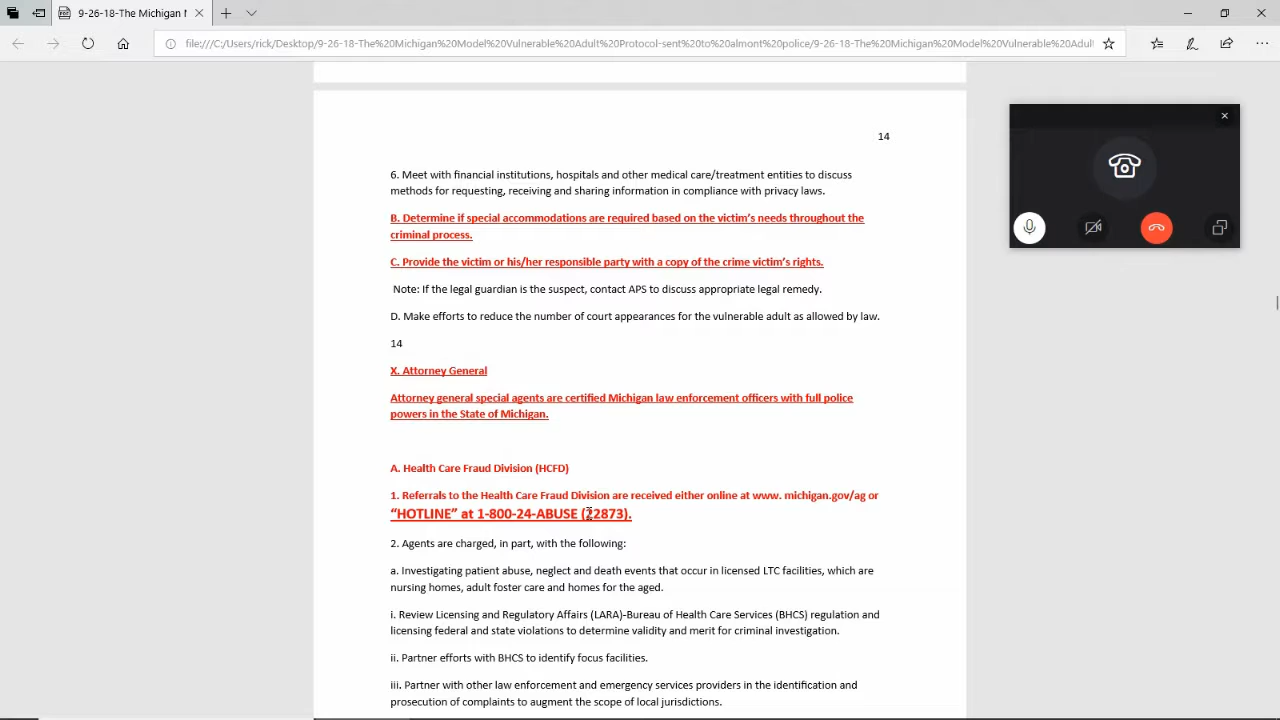 9-26-18-The Michigan M
file:///C:/Users/rick/Desktop/9-26-18-The%20Michigan%20Model%20Vulnerable%20Adult%20Protocol-sent%20to%20almont%20police/9-26-18-The%20Michigan%20Model%20Vulnerable%20Adul
14
6. Meet with financial institutions, hospitals and other medical care/treatment entities to discuss
methods for requesting, receiving and sharing information in compliance with privacy laws.
B. Determine if special accommodations are required based on the victim's needs throughout the
criminal process.
C. Provide the victim or his/her responsible party with a copy of the crime victim's rights.
Note: If the legal guardian is the suspect, contact APS to discuss appropriate legal remedy.
D. Make efforts to reduce the number of court appearances for the vulnerable adult as allowed by law.
14
X. Attorney General
Attorney general special agents are certified Michigan law enforcement officers with full police
powers in the State of Michigan.
A. Health Care Fraud Division (HCFD)
1. Referrals to the Health Care Fraud Division are received either online at www. michigan.gov/ag or
“HOTLINE” at 1-800-24-ABUSE (22873).
2. Agents are charged, in part, with the following:
a. Investigating patient abuse, neglect and death events that occur in licensed LTC facilities, which are
nursing homes, adult foster care and homes for the aged.
i. Review Licensing and Regulatory Affairs (LARA)-Bureau of Health Care Services (BHCS) regulation and
licensing federal and state violations to determine validity and merit for criminal investigation.
ii. Partner efforts with BHCS to identify focus facilities.
iii. Partner with other law enforcement and emergency services providers in the identification and
prosecution of complaints to augment the scope of local jurisdictions.